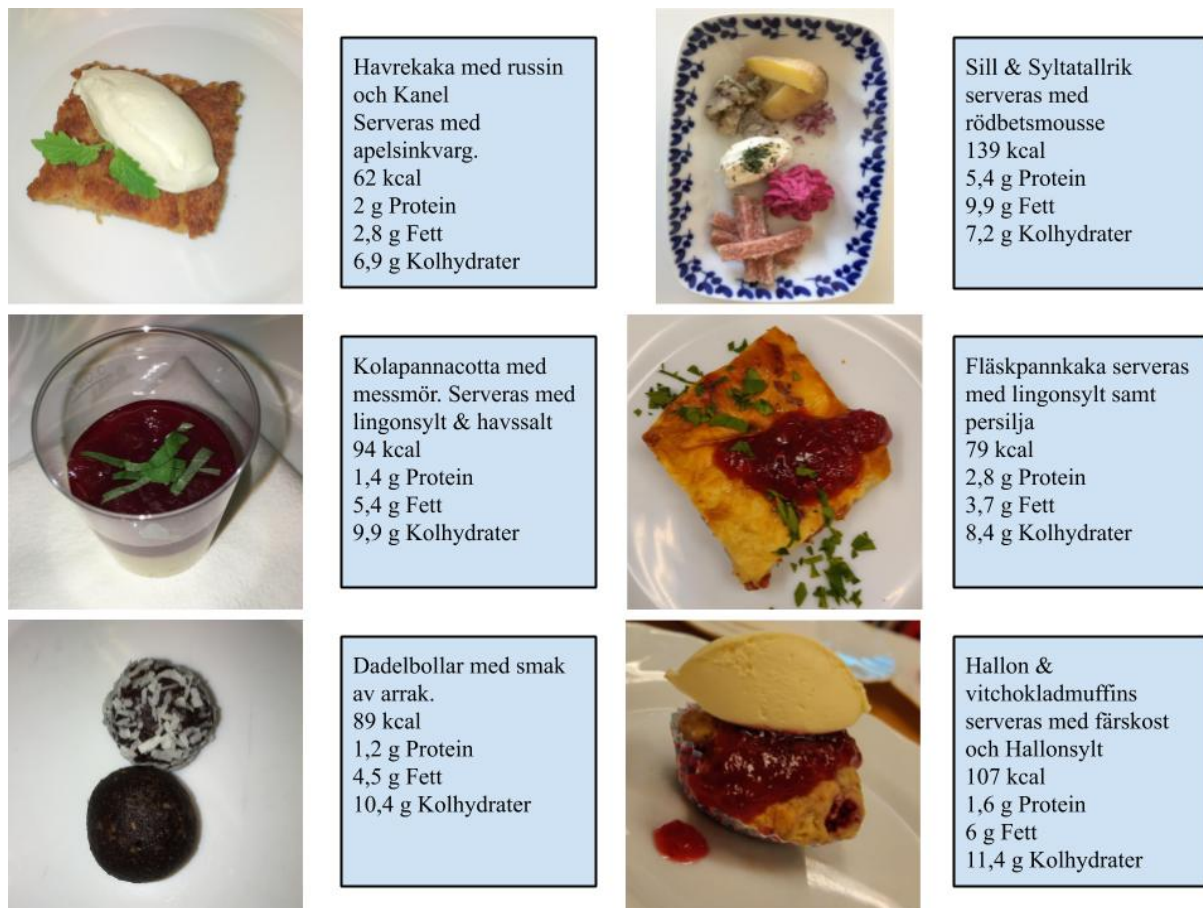 Havrekaka med russin
och Kanel
Serveras med
apelsinkvarg.
62 kcal
2 g Protein
2,8 g Fett
6,9 g Kolhydrater
Sill & Syltatallrik
serveras med
rödbetsmousse
139 kcal
5,4 g Protein
9,9 g Fett
7,2 g Kolhydrater
Kolapannacotta med
messmör. Serveras med
lingonsylt & havssalt
94 kcal
1,4 g Protein
5,4 g Fett
9,9 g Kolhydrater
Fläskpannkaka serveras
med lingonsylt samt
persilja
79 kcal
2,8 g Protein
3,7 g Fett
8,4 g Kolhydrater
Dadelbollar med smak
av arrak.
89 kcal
1,2 g Protein
4,5 g Fett
10,4 g Kolhydrater
Hallon &
vitchokladmuffins
serveras med färskost
och Hallonsylt
107 kcal
1,6 g Protein
6 g Fett
11,4 g Kolhydrater